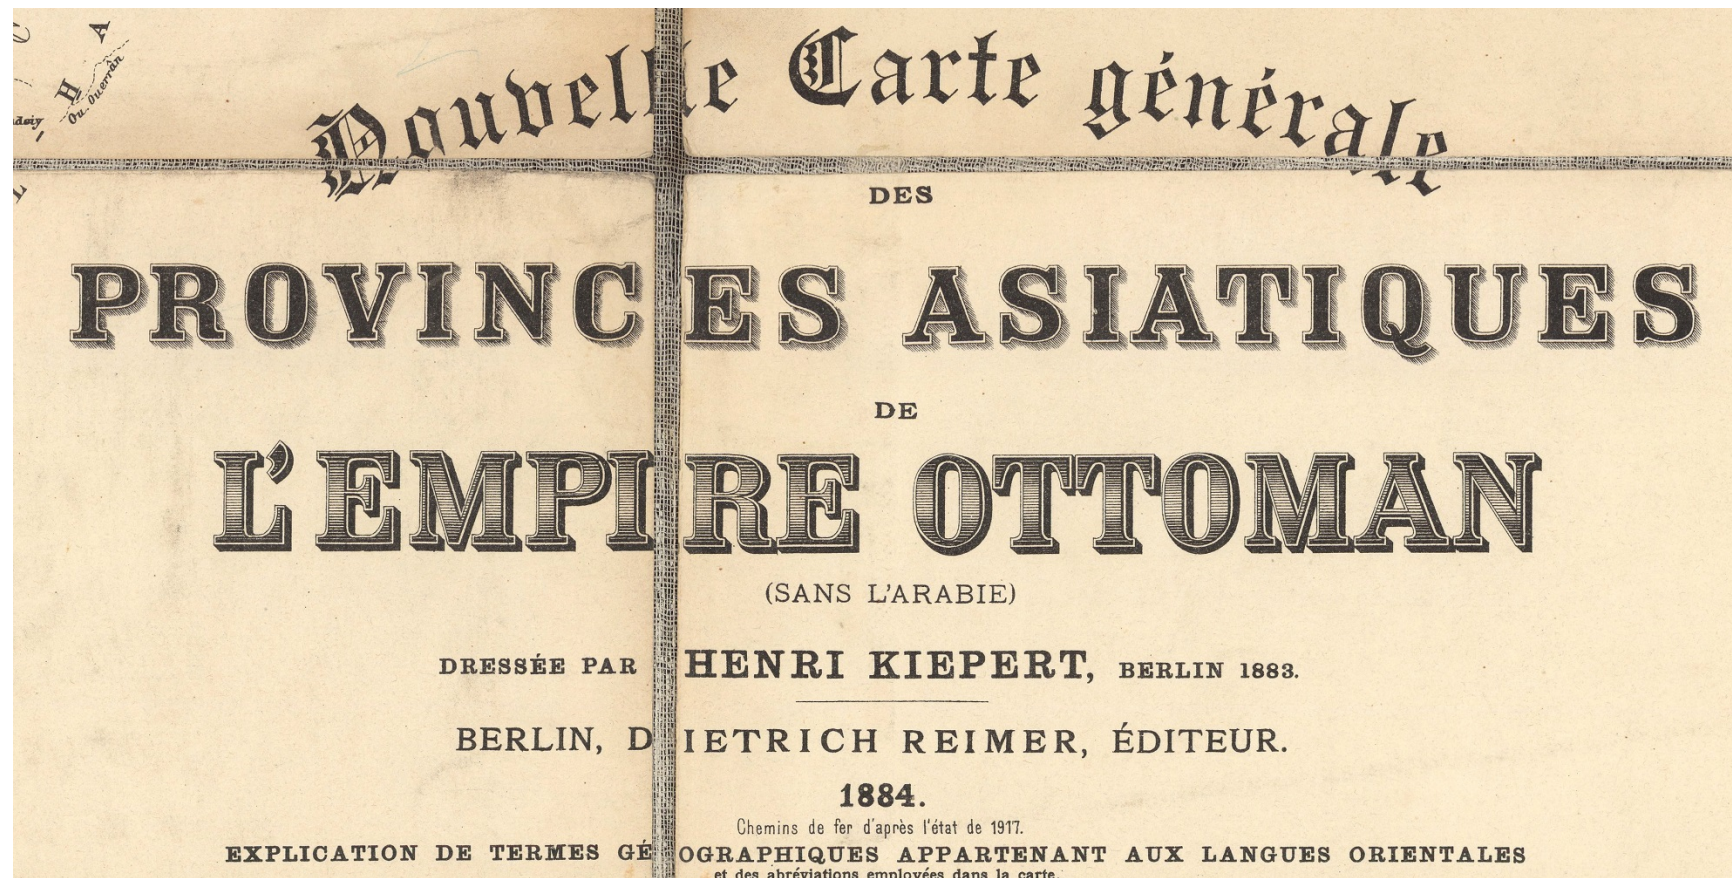 H A
Ou. Ouerrân
Nouvelle Carte générale
DES
PROVINCES ASIATIQUES
DE
L'EMPIRE OTTOMAN
(SANS L'ARABIE)
DRESSÉE PAR HENRI KIEPERT, BERLIN 1883.
BERLIN, DIETRICH REIMER, ÉDITEUR.
1884.
Chemins de fer d'après l'état de 1917.
EXPLICATION DE TERMES GÉOGRAPHIQUES APPARTENANT AUX LANGUES ORIENTALES
et des abréviations employées dans la carte.